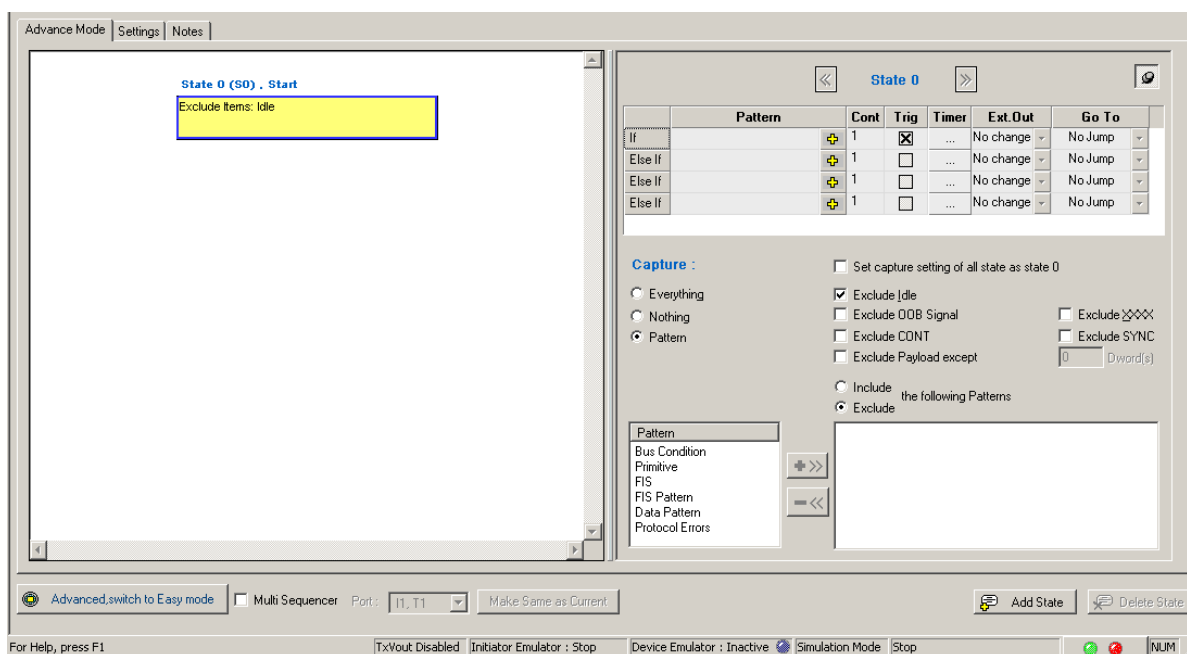 Advance Mode Settings Notes
State 0 (S0) , Start
Exclude Items: Idle
State 0
Pattern Cont Trig Timer Ext.Out Go To
If 1 ... No change No Jump
Else If 1 ... No change No Jump
Else If 1 ... No change No Jump
Else If 1 ... No change No Jump
Capture :
Set capture setting of all state as state 0
Everything
Exclude Idle
Nothing
Exclude OOB Signal
Exclude XXXX
Pattern
Exclude CONT
Exclude SYNC
Exclude Payload except
0 Dword(s)
Include
the following Patterns
Exclude
Pattern
Bus Condition
Primitive
FIS
FIS Pattern
Data Pattern
Protocol Errors
Advanced,switch to Easy mode Multi Sequencer Port : I1, T1 Make Same as Current Add State Delete State
For Help, press F1 TxVout Disabled Initiator Emulator : Stop Device Emulator : Inactive Simulation Mode Stop NUM